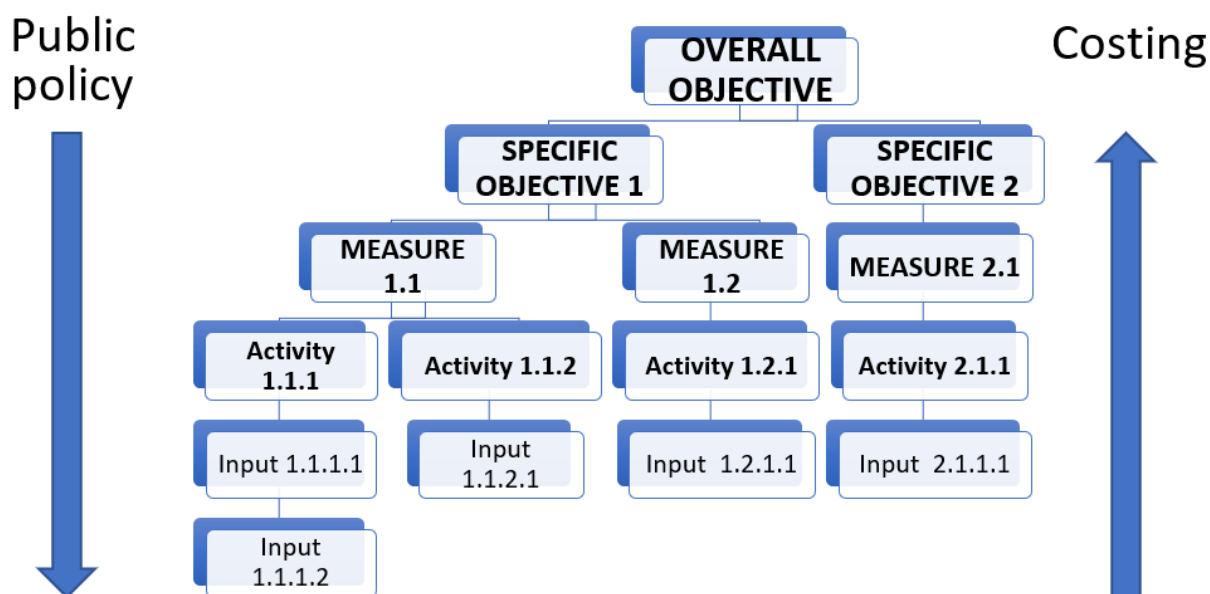 Public
policy
Costing
OVERALL
OBJECTIVE
SPECIFIC
OBJECTIVE 1
SPECIFIC
OBJECTIVE 2
MEASURE
1.1
MEASURE
1.2
MEASURE 2.1
Activity
1.1.1
Activity 1.1.2
Activity 1.2.1
Activity 2.1.1
Input 1.1.1.1
Input
1.1.2.1
Input 1.2.1.1
Input 2.1.1.1
Input
1.1.1.2